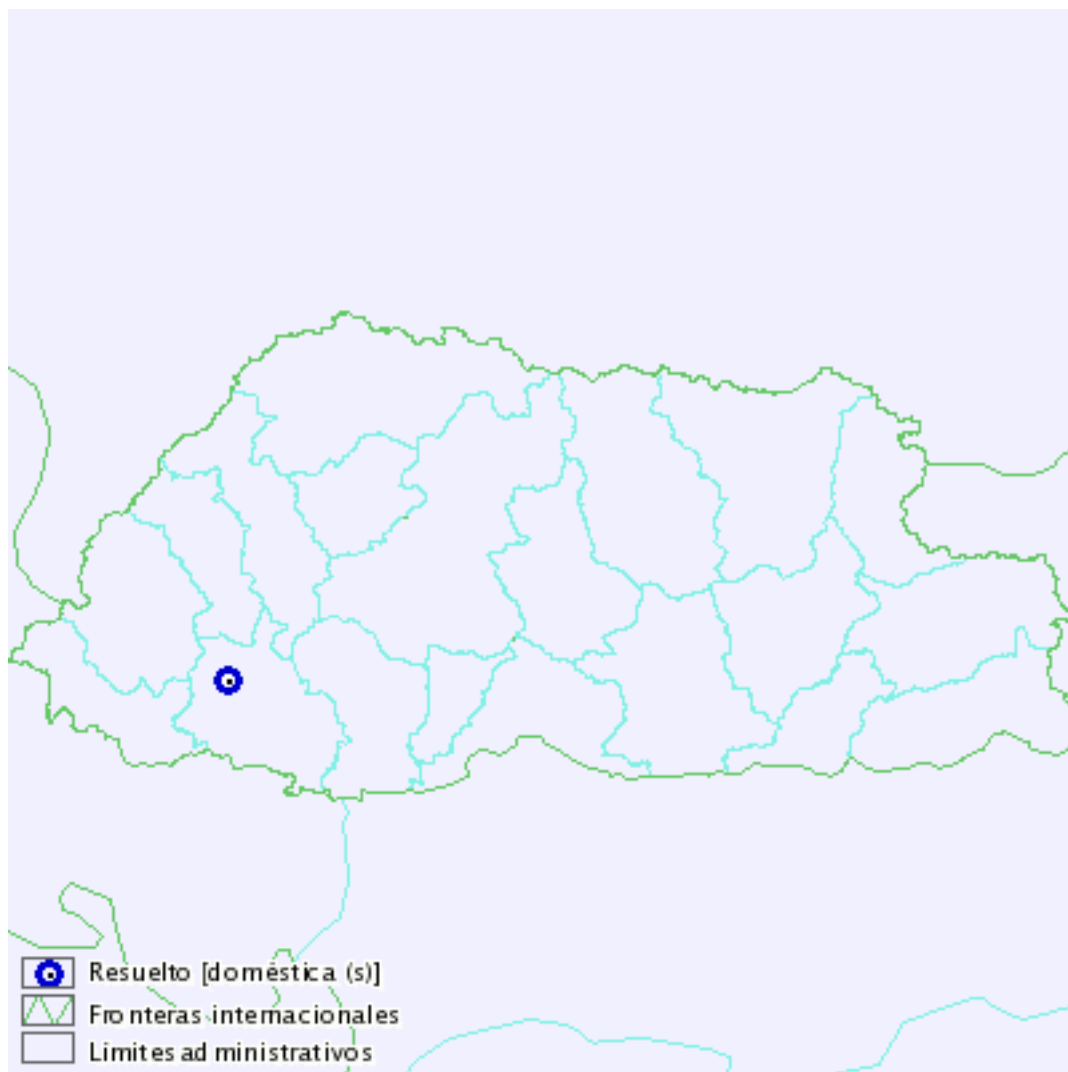 Resuelto [doméstica (s)]
Fronteras internacionales
Límites administrativos